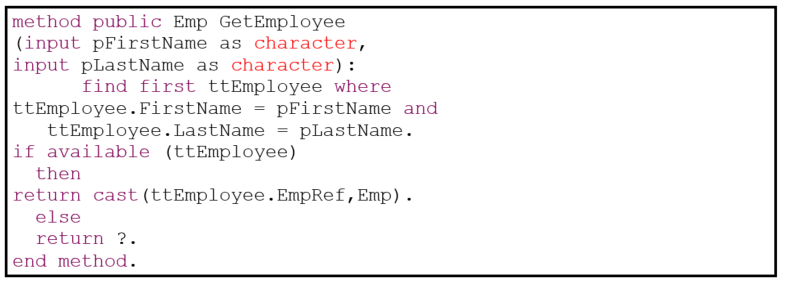 method public Emp GetEmployee
(input pFirstName as character,
input pLastName as character):
find first ttEmployee where
ttEmployee.FirstName = pFirstName and
ttEmployee.LastName = pLastName.
if available (ttEmployee)
then
return cast(ttEmployee.EmpRef,Emp).
else
return ?.
end method.